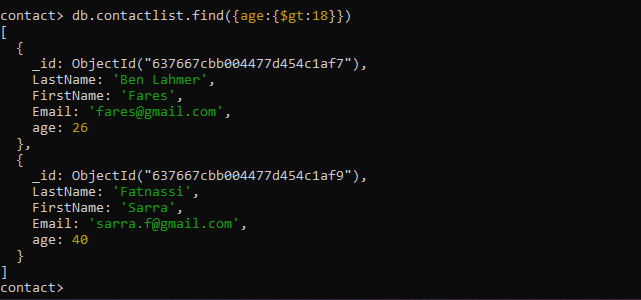 contact> db.contactlist.find({age:{$gt:18}})
[
  {
    _id: ObjectId("637667cbb004477d454c1af7"),
    LastName: 'Ben Lahmer',
    FirstName: 'Fares',
    Email: 'fares@gmail.com',
    age: 26
  },
  {
    _id: ObjectId("637667cbb004477d454c1af9"),
    LastName: 'Fatnassi',
    FirstName: 'Sarra',
    Email: 'sarra.f@gmail.com',
    age: 40
  }
]
contact>